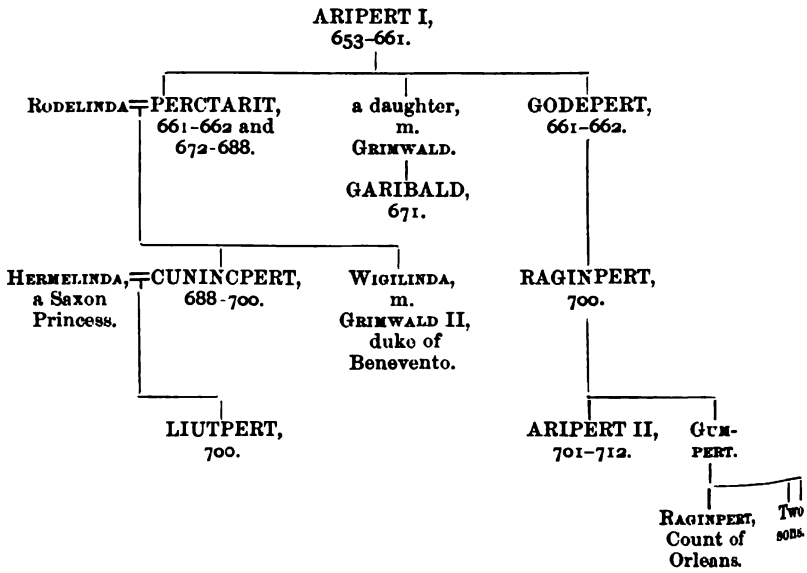 ARIPERT I,
653–661.
RODELINDA = PERCTARIT,
661–662 and
672-688.
a daughter,
m.
GRIMWALD.
GARIBALD,
671.
GODEPERT,
661–662.
HERMELINDA,
a Saxon
Princess.
= CUNINCPERT,
688-700.
WIGILINDA,
m.
GRIMWALD II,
duke of
Benevento.
RAGINPERT,
700.
LIUTPERT,
700.
ARIPERT II,
701–712.
GUM-
PERT.
RAGINPERT,
Count of
Orleans.
Two
sons.